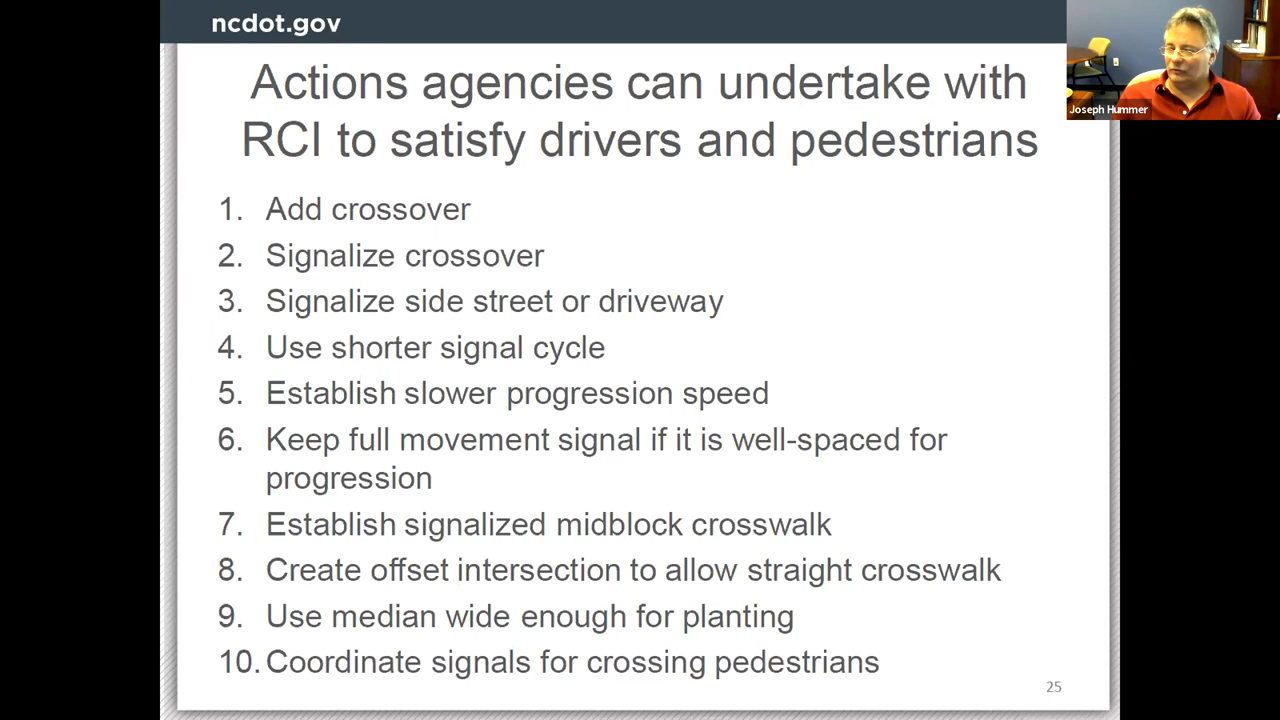 ncdot.gov
Joseph Hummer
Actions agencies can undertake with
RCI to satisfy drivers and pedestrians
1. Add crossover
2. Signalize crossover
3. Signalize side street or driveway
4. Use shorter signal cycle
5. Establish slower progression speed
6. Keep full movement signal if it is well-spaced for
progression
7. Establish signalized midblock crosswalk
8. Create offset intersection to allow straight crosswalk
9. Use median wide enough for planting
10. Coordinate signals for crossing pedestrians
25